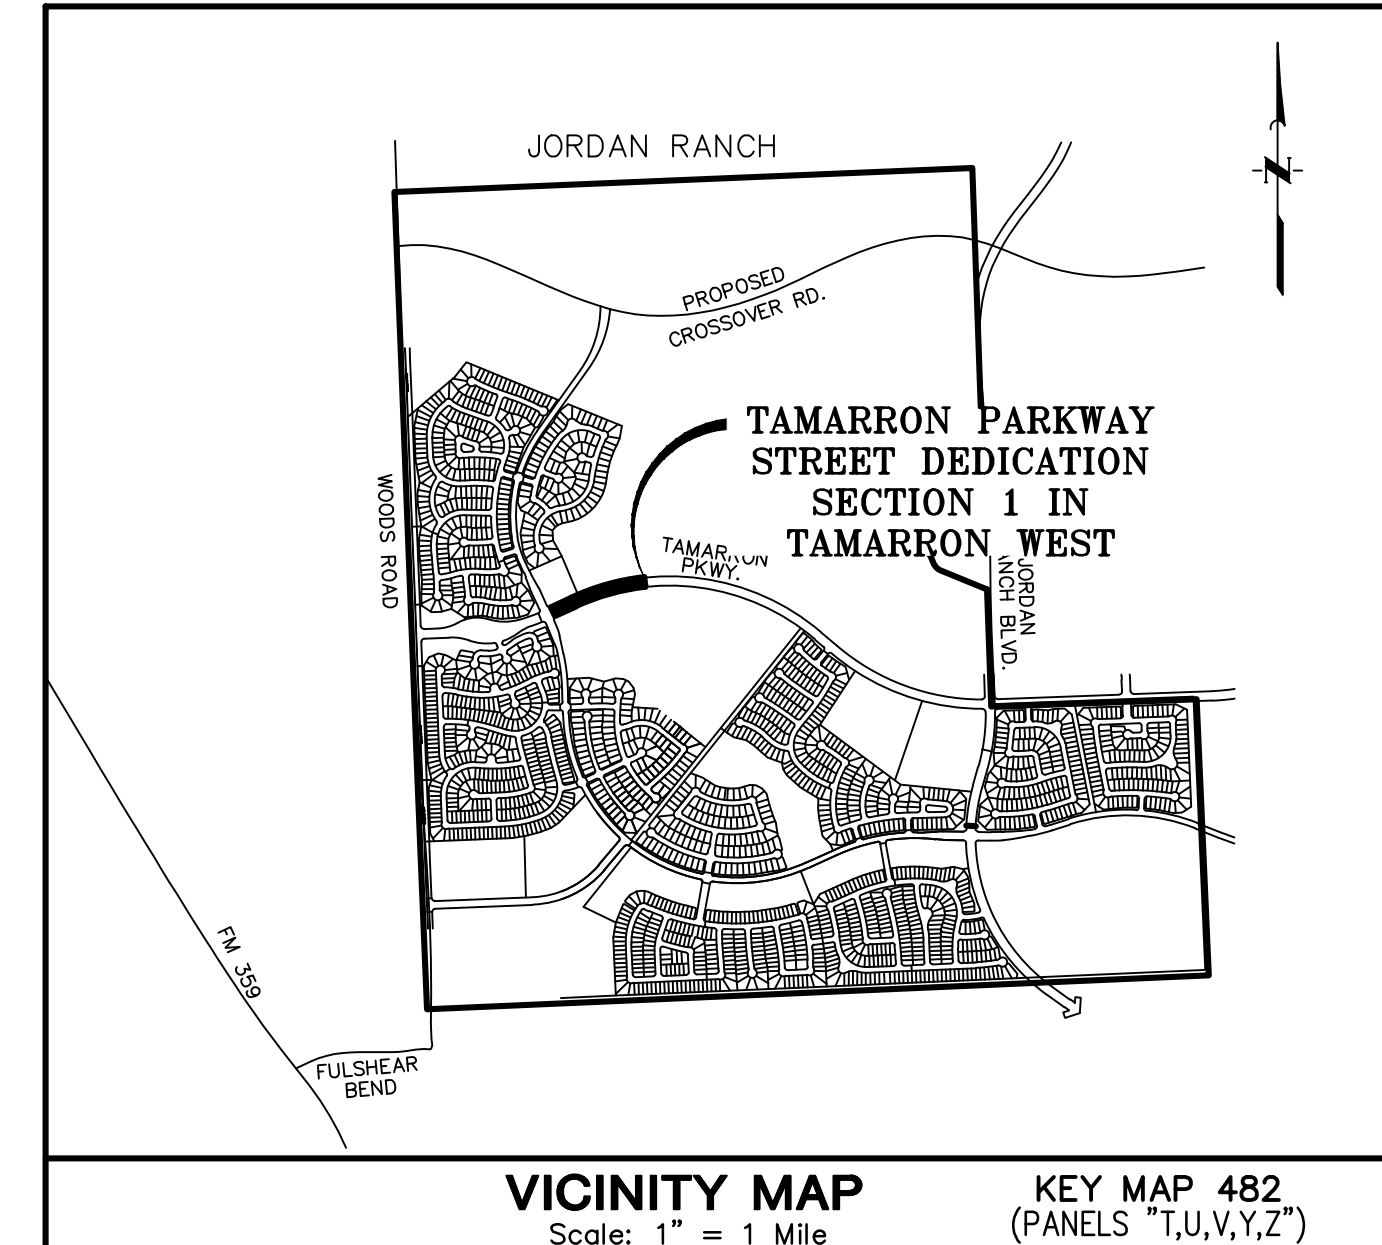 JORDAN RANCH
N
PROPOSED
CROSSOVER RD.
TAMARRON PARKWAY
STREET DEDICATION
SECTION 1 IN
TAMARRON WEST
WOODS ROAD
PKWY.
JORDAN
BLVD.
FM 359
FULSHEAR
BEND
VICINITY MAP
Scale: 1" = 1 Mile
KEY MAP 482
(PANELS "T,U,V,Y,Z")